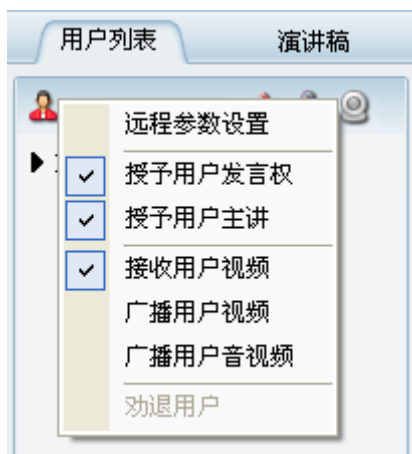 用户列表 演讲稿
远程参数设置
授予用户发言权
授予用户主讲
接收用户视频
广播用户视频
广播用户音视频
劝退用户